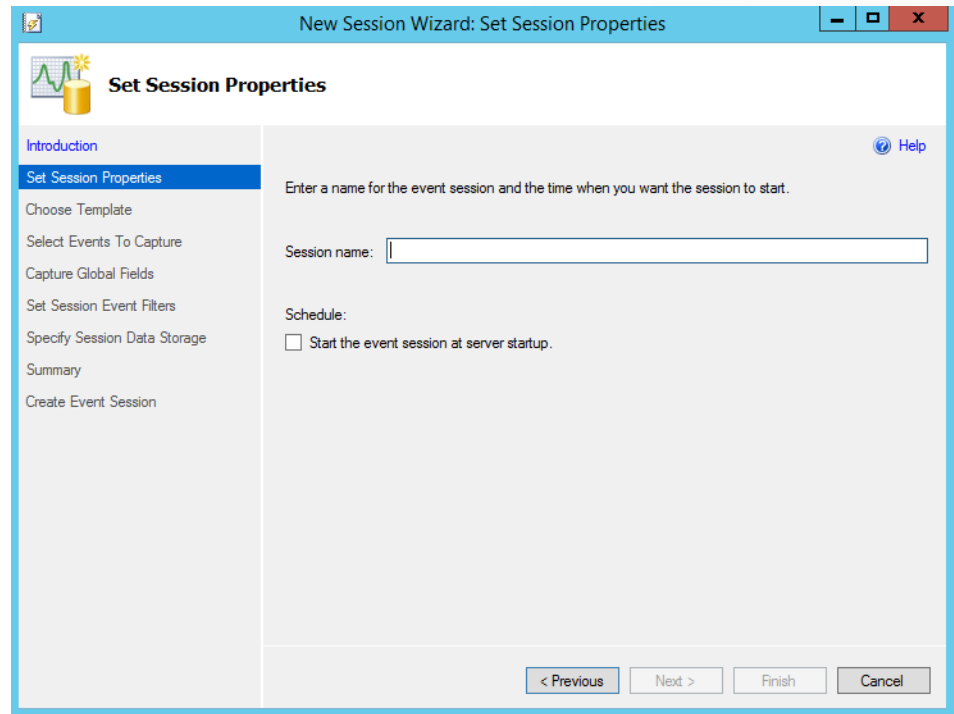 New Session Wizard: Set Session Properties
Set Session Properties
Introduction
Help
Set Session Properties
Enter a name for the event session and the time when you want the session to start.
Choose Template
Select Events To Capture
Session name:
Capture Global Fields
Set Session Event Filters
Schedule:
Specify Session Data Storage
Start the event session at server startup.
Summary
Create Event Session
< Previous
Next >
Finish
Cancel